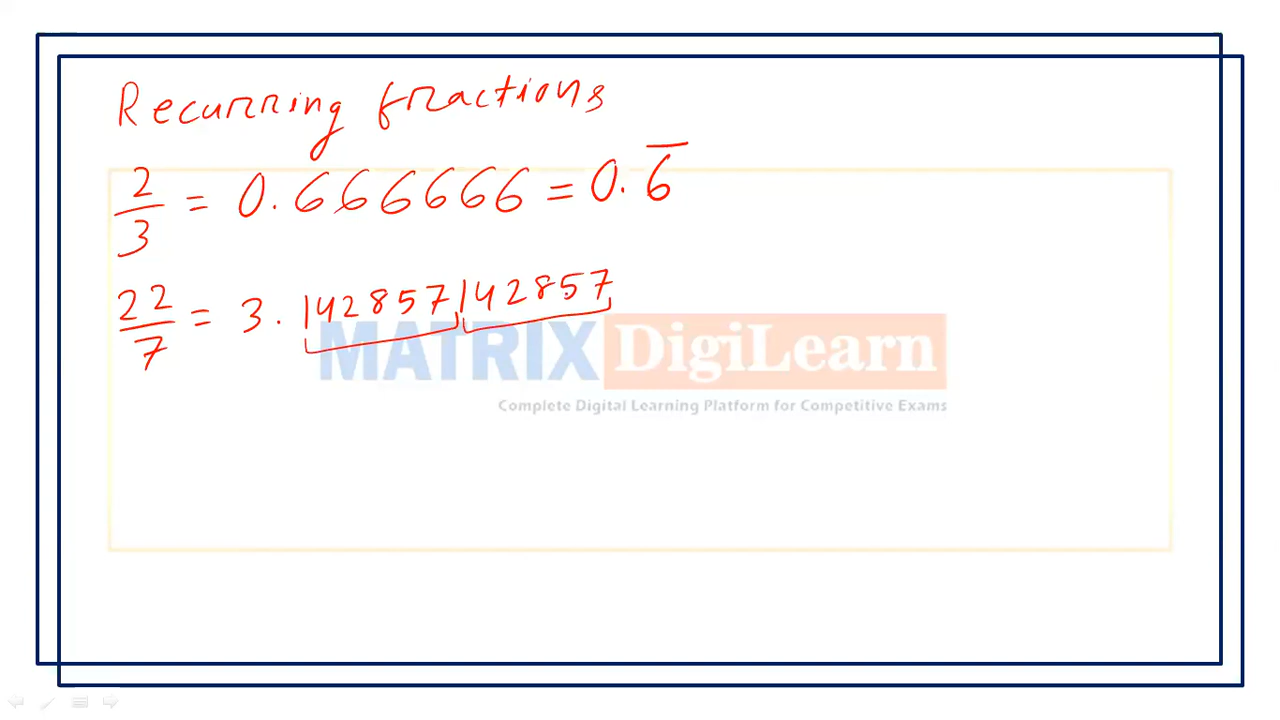 Recurring fractions
2/3 = 0.666666 = 0.6̅
22/7 = 3.142857142857
MATRIX DigiLearn
Complete Digital Learning Platform for Competitive Exams